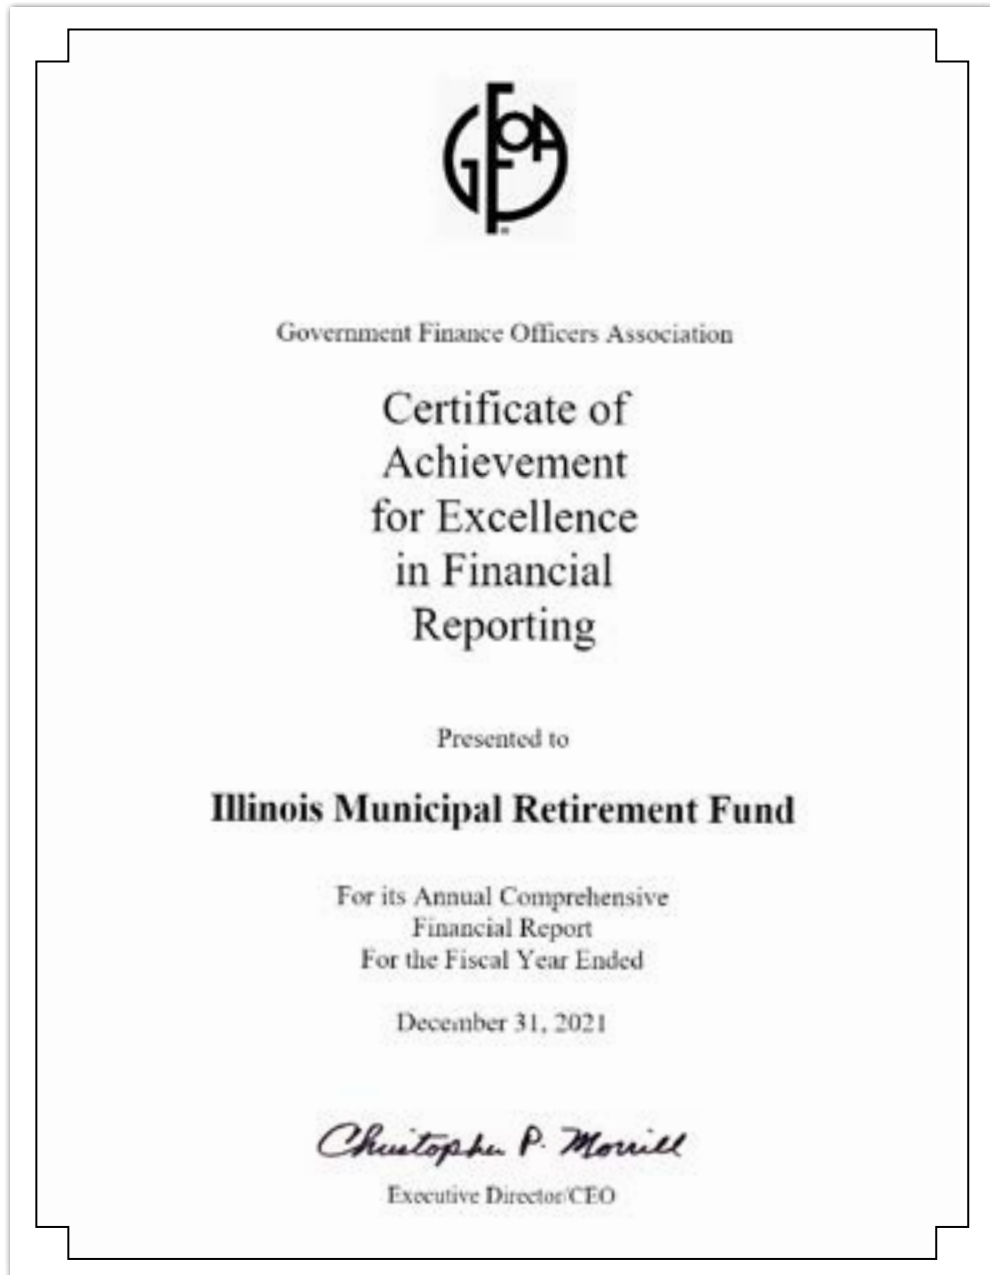 GFOA
Government Finance Officers Association
Certificate of
Achievement
for Excellence
in Financial
Reporting
Presented to
Illinois Municipal Retirement Fund
For its Annual Comprehensive
Financial Report
For the Fiscal Year Ended
December 31, 2021
Christopher P. Morrill
Executive Director/CEO